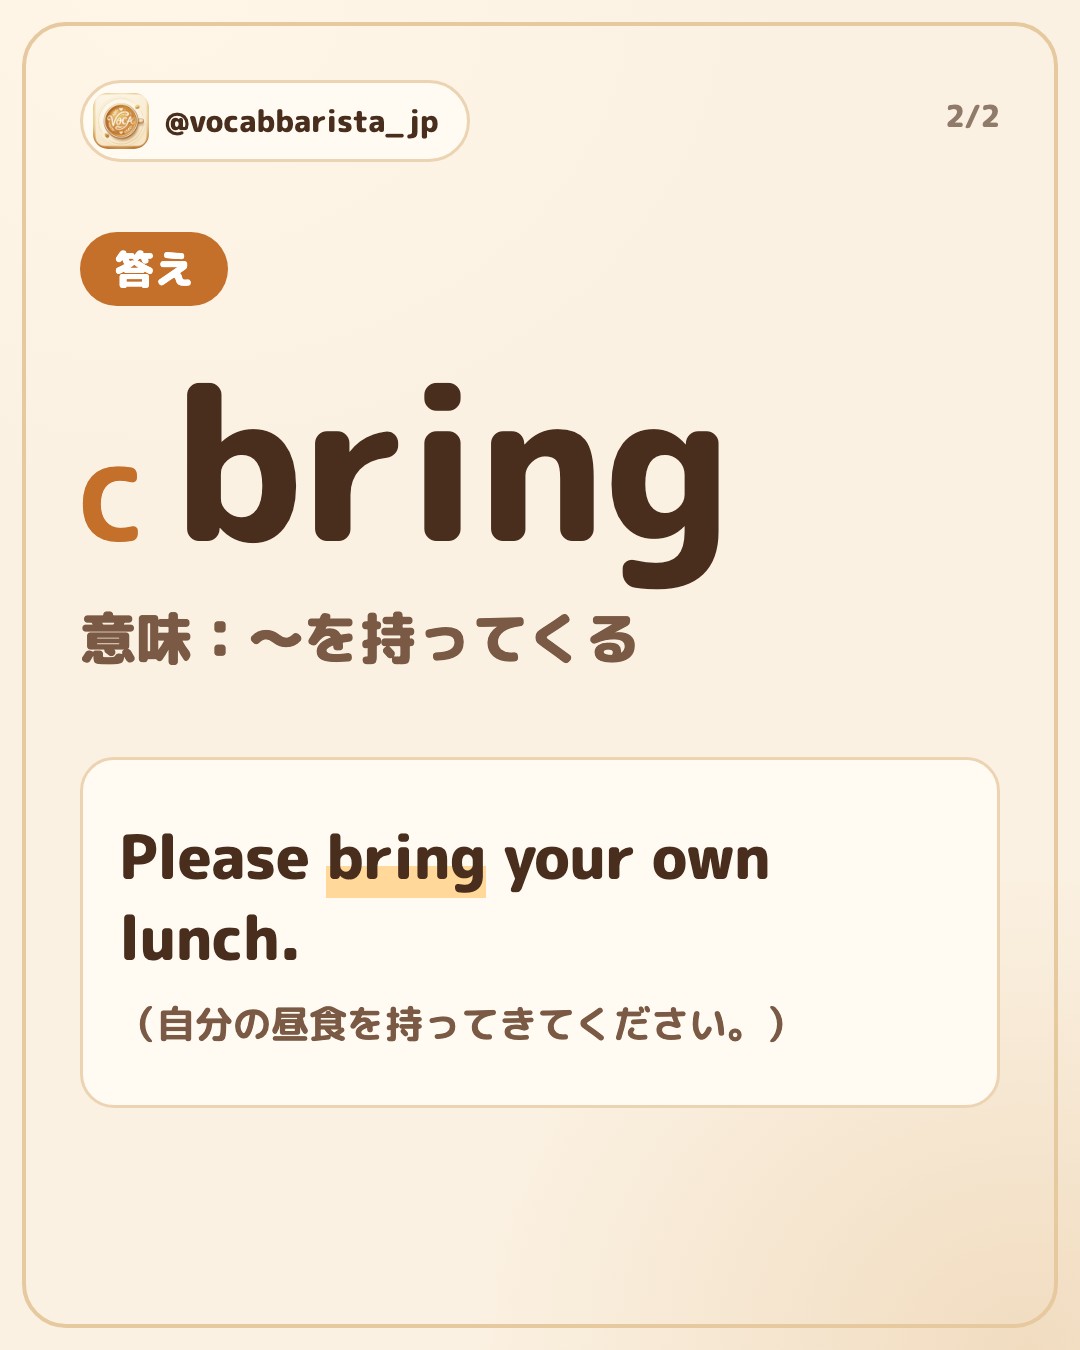 @vocabbarista_jp
2/2
答え
c bring
意味：〜を持ってくる
Please bring your own
lunch.
（自分の昼食を持ってきてください。）